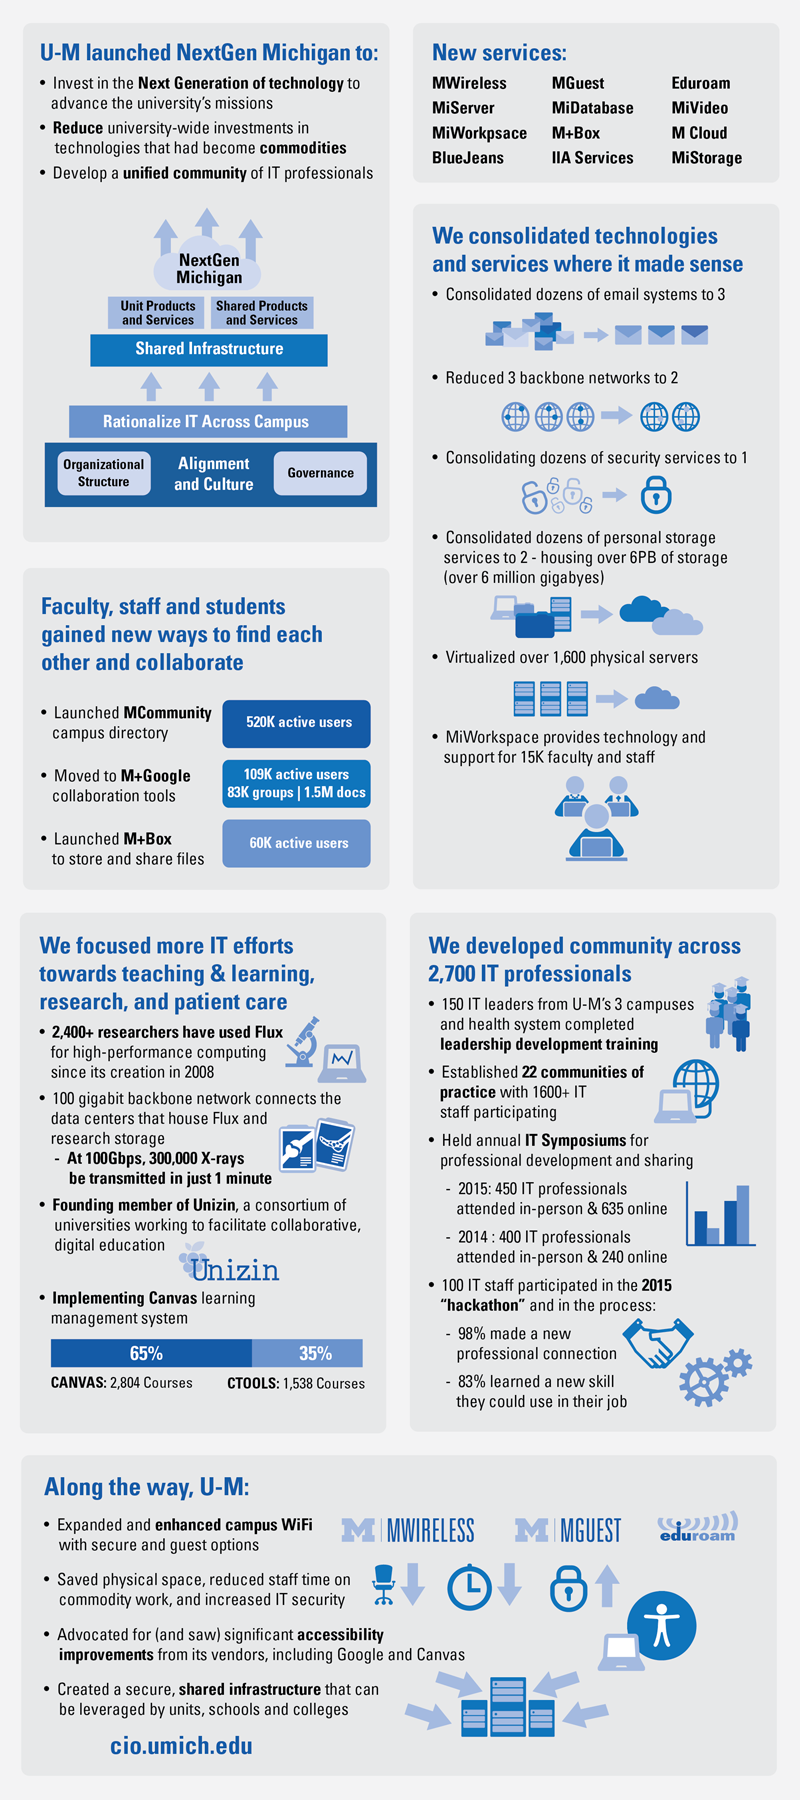 U-M launched NextGen Michigan to:
• Invest in the Next Generation of technology to
advance the university's missions
• Reduce university-wide investments in
technologies that had become commodities
• Develop a unified community of IT professionals
NextGen
Michigan
Unit Products
and Services
Shared Products
and Services
Shared Infrastructure
Rationalize IT Across Campus
Organizational
Structure
Alignment
and Culture
Governance
New services:
MWireless MGuest Eduroam
MiServer MiDatabase MiVideo
MiWorkpsace M+Box M Cloud
BlueJeans IIA Services MiStorage
We consolidated technologies
and services where it made sense
• Consolidated dozens of email systems to 3
• Reduced 3 backbone networks to 2
• Consolidating dozens of security services to 1
• Consolidated dozens of personal storage
services to 2 - housing over 6PB of storage
(over 6 million gigabyes)
• Virtualized over 1,600 physical servers
• MiWorkspace provides technology and
support for 15K faculty and staff
Faculty, staff and students
gained new ways to find each
other and collaborate
• Launched MCommunity
campus directory
520K active users
• Moved to M+Google
collaboration tools
109K active users
83K groups | 1.5M docs
• Launched M+Box
to store and share files
60K active users
We focused more IT efforts
towards teaching & learning,
research, and patient care
• 2,400+ researchers have used Flux
for high-performance computing
since its creation in 2008
• 100 gigabit backbone network connects the
data centers that house Flux and
research storage
- At 100Gbps, 300,000 X-rays
be transmitted in just 1 minute
• Founding member of Unizin, a consortium of
universities working to facilitate collaborative,
digital education
Unizin
• Implementing Canvas learning
management system
65% 35%
CANVAS: 2,804 Courses CTOOLS: 1,538 Courses
We developed community across
2,700 IT professionals
• 150 IT leaders from U-M's 3 campuses
and health system completed
leadership development training
• Established 22 communities of
practice with 1600+ IT
staff participating
• Held annual IT Symposiums for
professional development and sharing
- 2015: 450 IT professionals
attended in-person & 635 online
- 2014 : 400 IT professionals
attended in-person & 240 online
• 100 IT staff participated in the 2015
"hackathon" and in the process:
- 98% made a new
professional connection
- 83% learned a new skill
they could use in their job
Along the way, U-M:
• Expanded and enhanced campus WiFi
with secure and guest options
M | MWIRELESS
M | MGUEST
eduroam
• Saved physical space, reduced staff time on
commodity work, and increased IT security
• Advocated for (and saw) significant accessibility
improvements from its vendors, including Google and Canvas
• Created a secure, shared infrastructure that can
be leveraged by units, schools and colleges
cio.umich.edu